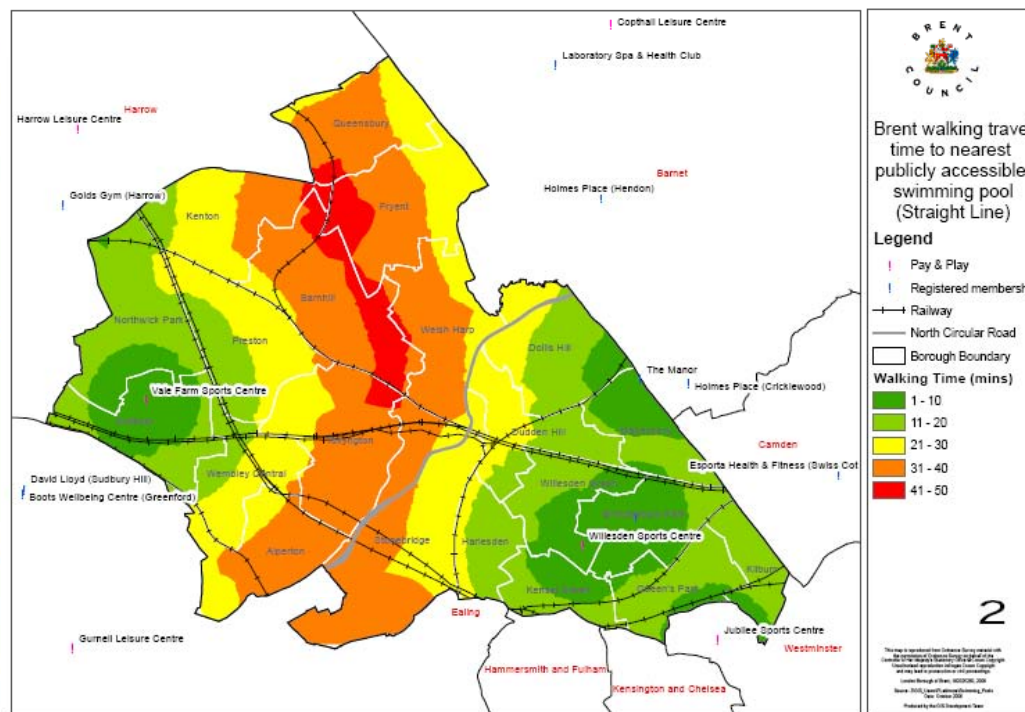 Copthall Leisure Centre
Laboratory Spa & Health Club
Harrow
Harrow Leisure Centre
Queensbury
Barnet
Golds Gym (Harrow)
Holmes Place (Hendon)
Kenton
Fryent
Barnhill
Northwick Park
Preston
Welsh Harp
Dollis Hill
The Manor
Holmes Place (Cricklewood)
Vale Farm Sports Centre
Dudden Hill
Camden
Wembley Central
Esporta Health & Fitness (Swiss Cot
David Lloyd (Sudbury Hill)
Boots Wellbeing Centre (Greenford)
Willesden Green
Willesden Sports Centre
Alperton
Stonebridge
Harlesden
Kilburn
Kensal Green
Queen's Park
Ealing
Gurnell Leisure Centre
Jubilee Sports Centre
Westminster
Hammersmith and Fulham
Kensington and Chelsea
BRENT
COUNCIL
Brent walking trave
time to nearest
publicly accessible
swimming pool
(Straight Line)
Legend
Pay & Play
Registered membersh
Railway
North Circular Road
Borough Boundary
Walking Time (mins)
1 - 10
11 - 20
21 - 30
31 - 40
41 - 50
2
Produced by the GIS Development Team